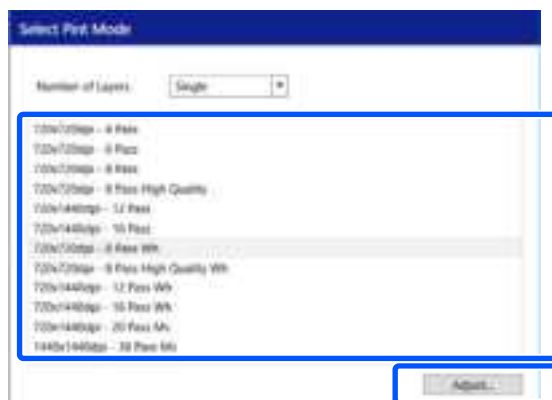 Select Print Mode
Number of Layers Single
720x720dpi - 4 Pass
720x720dpi - 6 Pass
720x720dpi - 8 Pass
720x720dpi - 8 Pass High Quality
720x1440dpi - 12 Pass
720x1440dpi - 16 Pass
720x720dpi - 8 Pass Wh
720x720dpi - 8 Pass High Quality Wh
720x1440dpi - 12 Pass Wh
720x1440dpi - 16 Pass Wh
720x1440dpi - 20 Pass Ms
1440x1440dpi - 38 Pass Ms
Adjust...